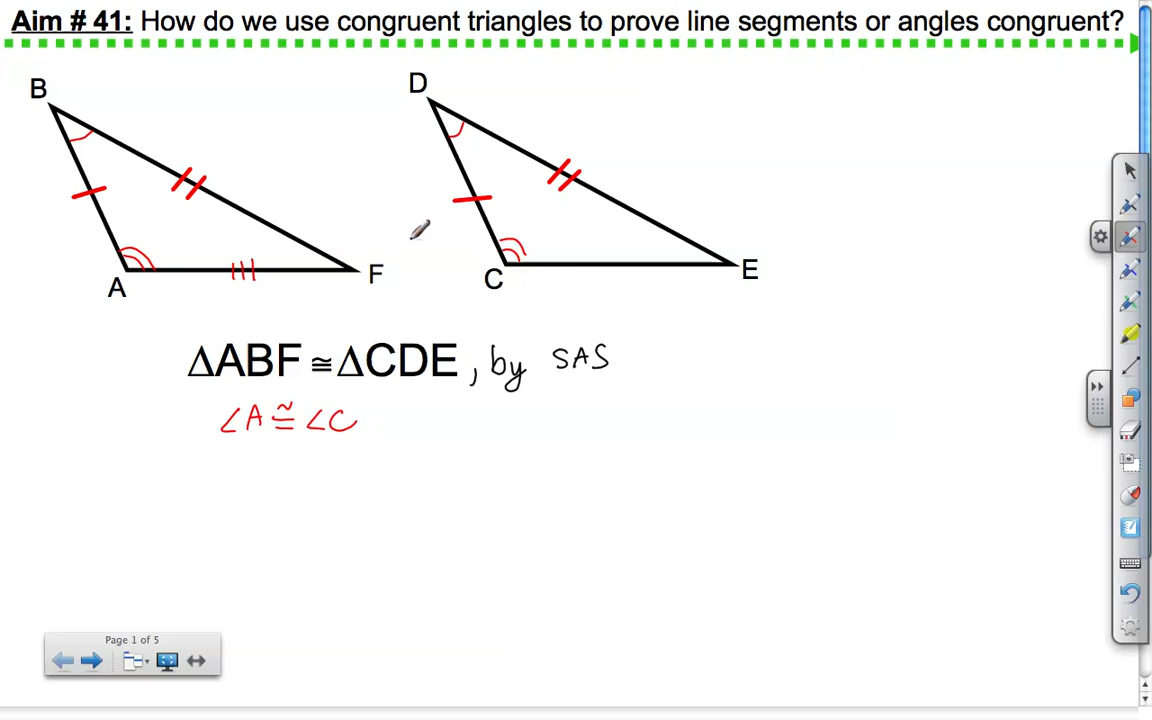 Aim # 41: How do we use congruent triangles to prove line segments or angles congruent?
B
D
A
F
C
E
ΔABF ≅ ΔCDE, by SAS
∠A ≅ ∠C
Page 1 of 5